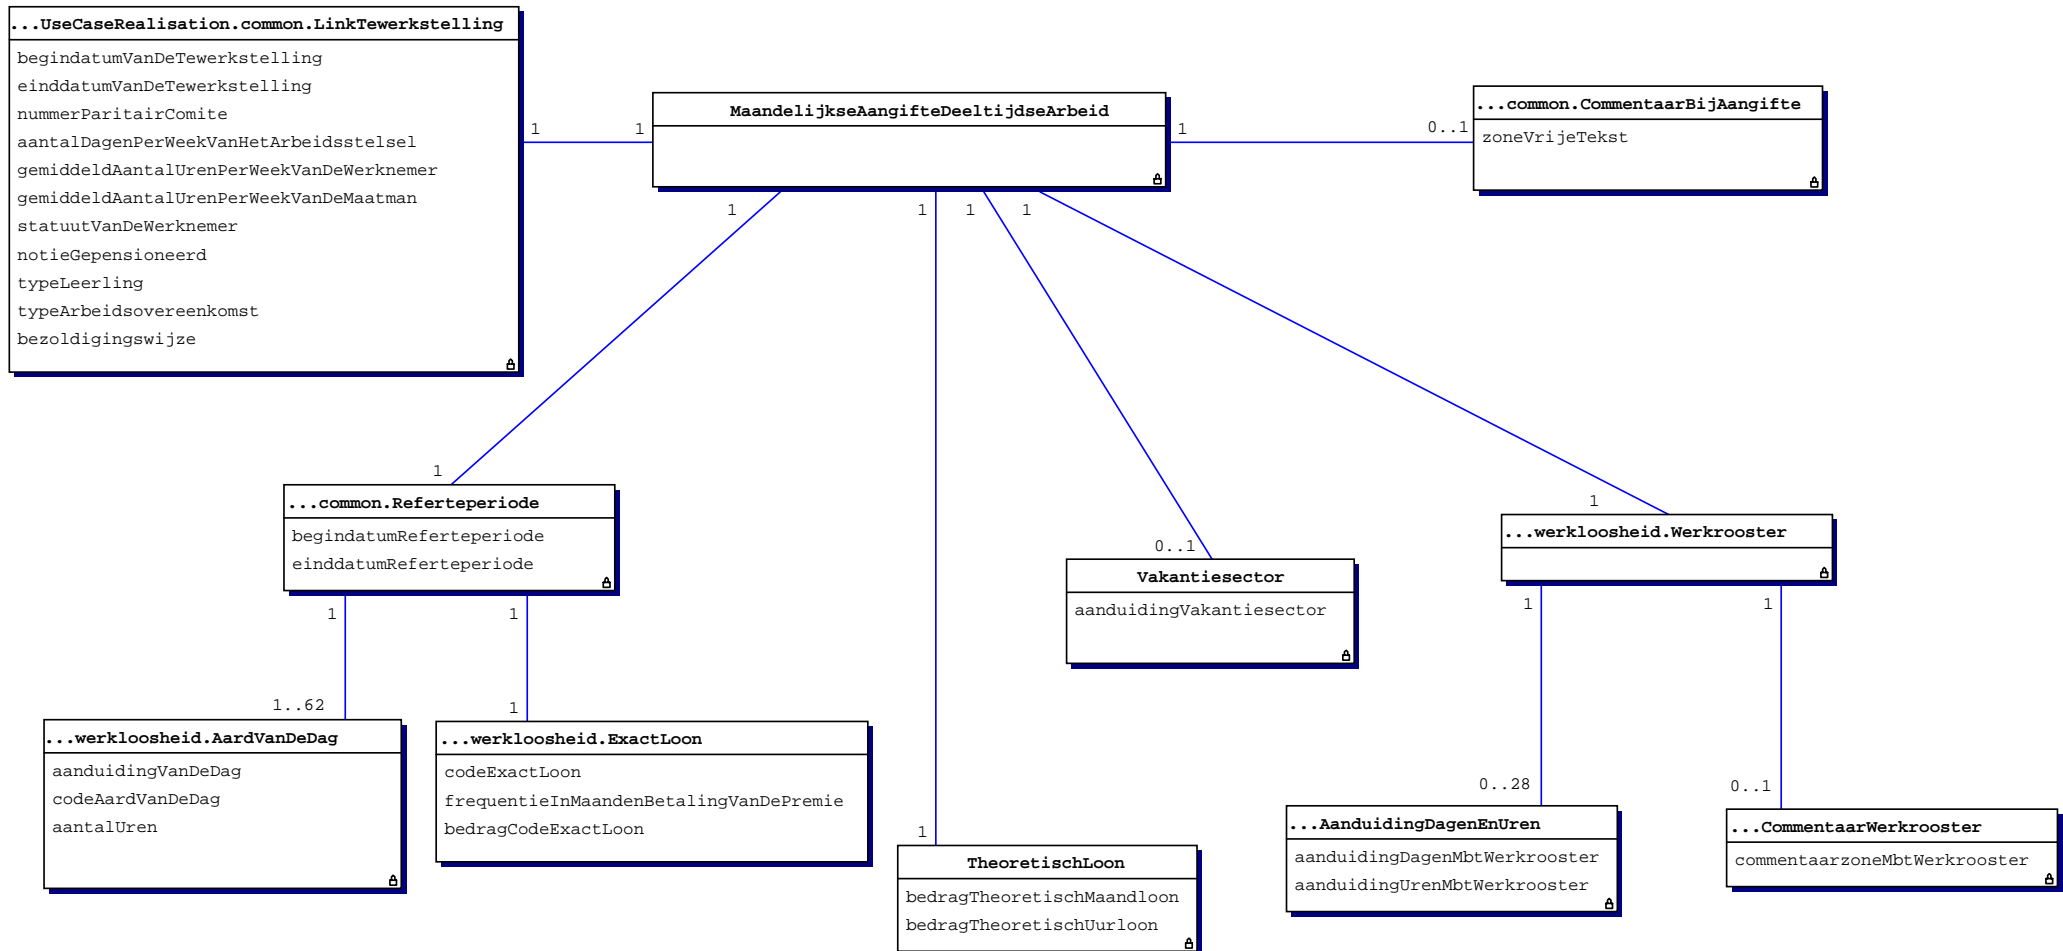 ...UseCaseRealisation.common.LinkTewerkstelling
begindatumVanDeTewerkstelling
einddatumVanDeTewerkstelling
nummerParitairComite
aantalDagenPerWeekVanHetArbeidsstelsel
gemiddeldAantalUrenPerWeekVanDeWerknemer
gemiddeldAantalUrenPerWeekVanDeMaatman
statuutVanDeWerknemer
notieGepensioneerd
typeLeerling
typeArbeidsovereenkomst
bezoldigingswijze
1
1
MaandelijkseAangifteDeeltijdseArbeid
1
0..1
...common.CommentaarBijAangifte
zoneVrijeTekst
1
1
1
1
1
...common.Referteperiode
begindatumReferteperiode
einddatumReferteperiode
0..1
Vakantiesector
aanduidingVakantiesector
1
...werkloosheid.Werkrooster
1
1
1
1
1..62
...werkloosheid.AardVanDeDag
aanduidingVanDeDag
codeAardVanDeDag
aantalUren
1
...werkloosheid.ExactLoon
codeExactLoon
frequentieInMaandenBetalingVanDePremie
bedragCodeExactLoon
1
TheoretischLoon
bedragTheoretischMaandloon
bedragTheoretischUurloon
0..28
...AanduidingDagenEnUren
aanduidingDagenMbtWerkrooster
aanduidingUrenMbtWerkrooster
0..1
...CommentaarWerkrooster
commentaarzoneMbtWerkrooster